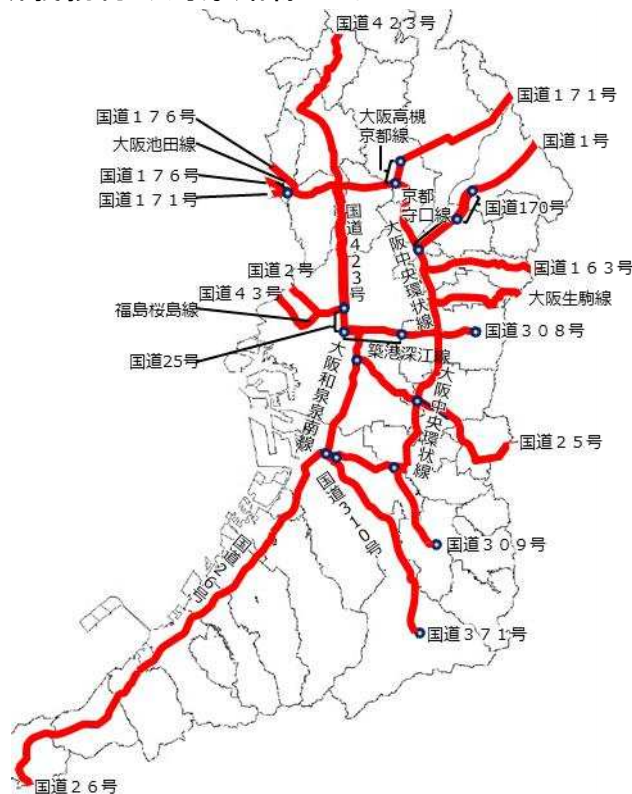 国道４２３号
国道１７１号
大阪高槻
京都線
国道１７６号
大阪池田線
国道１号
国道１７６号
国道１７１号
京都
守口線
国道170号
国道４２３号
大阪中央環状線
国道２号
国道１６３号
国道４３号
大阪生駒線
福島桜島線
国道３０８号
国道25号
築港深江線
大阪和泉泉南線
大阪中央環状線
国道２５号
国道３１０号
国道３０９号
国道２６号
国道３７１号
国道２６号